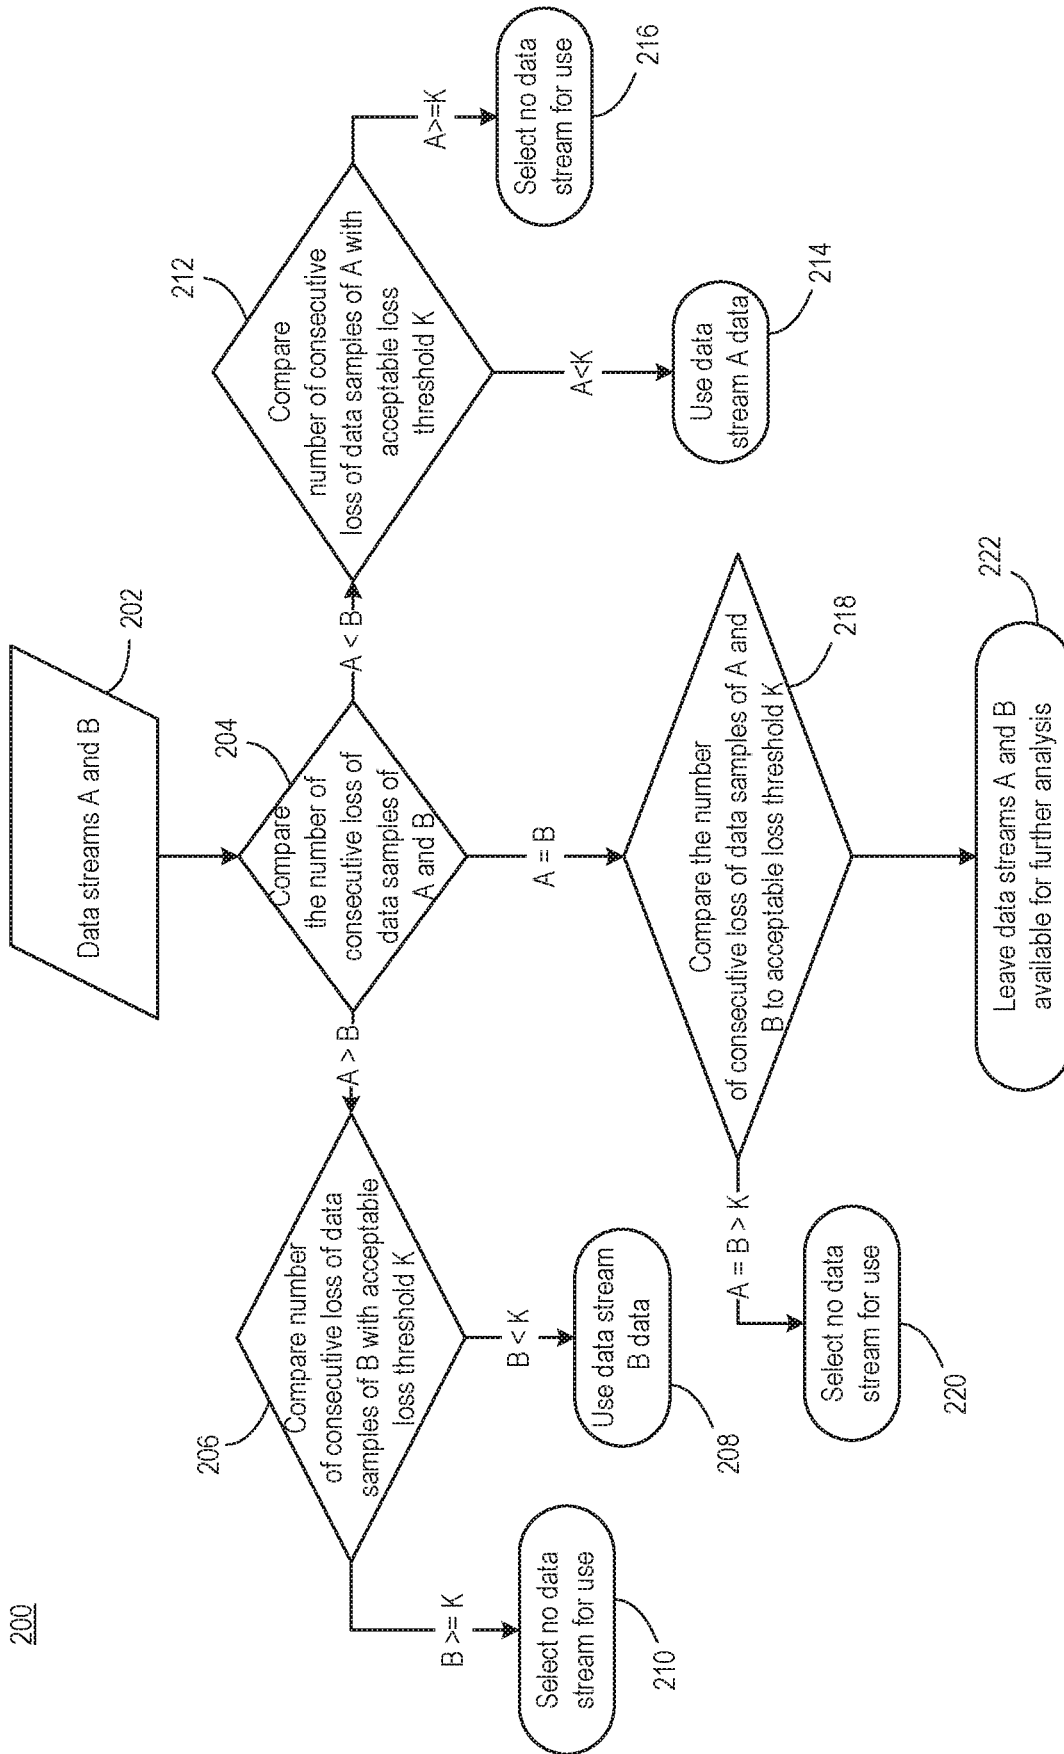 200
Data streams A and B
202
204
Compare
the number of
consecutive loss of
data samples of
A and B
A > B
A < B
A = B
206
Compare number
of consecutive loss of data
samples of B with acceptable
loss threshold K
B >= K
B < K
Select no data
stream for use
210
Use data stream
B data
208
212
Compare
number of consecutive
loss of data samples of A with
acceptable loss
threshold K
A>=K
A<K
Select no data
stream for use
216
Use data
stream A data
214
Compare the number
of consecutive loss of data samples of A and
B to acceptable loss threshold K
218
A = B > K
Select no data
stream for use
220
Leave data streams A and B
available for further analysis
222